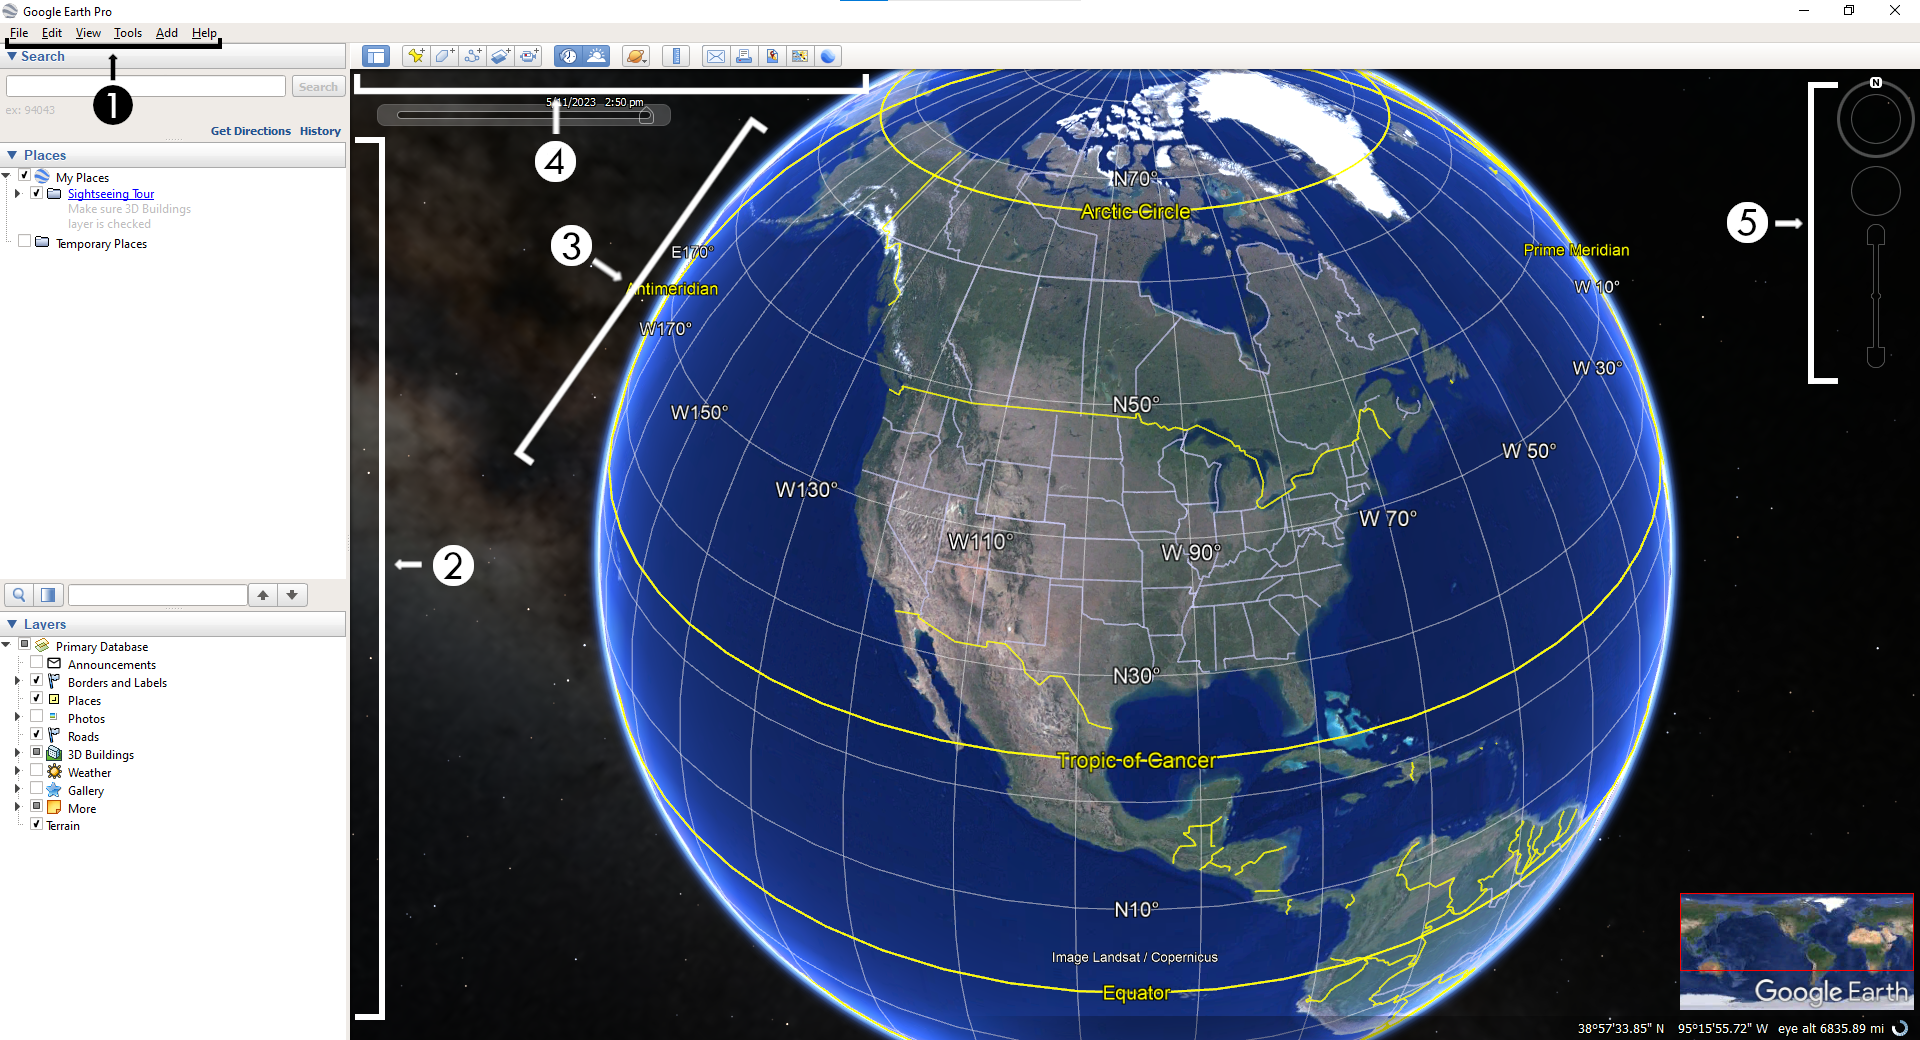 Google Earth Pro
File Edit View Tools Add Help
Search
Search
ex: 94043
Get Directions History
1
Places
My Places
Sightseeing Tour
Make sure 3D Buildings
layer is checked
Temporary Places
Layers
Primary Database
Announcements
Borders and Labels
Places
Photos
Roads
3D Buildings
Weather
Gallery
More
Terrain
5/11/2023 2:50 pm
4
3
2
5
N
N70°
Arctic Circle
E170°
Antimeridian
W170°
Prime Meridian
W 10°
W 30°
W150°
N50°
W 50°
W130°
W 70°
W110°
W 90°
N30°
Tropic of Cancer
N10°
Image Landsat / Copernicus
Equator
Google Earth
38°57'33.85" N 95°15'55.72" W eye alt 6835.89 mi